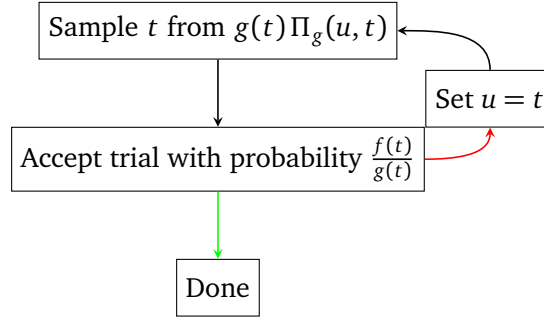 Sample t from g(t) Π_g(u, t)
Set u = t
Accept trial with probability f(t)/g(t)
Done